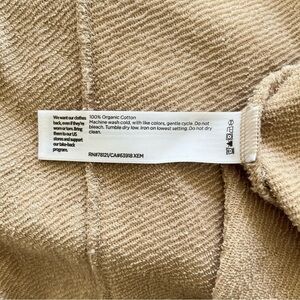 We want our clothes
back, even if they're
worn or torn. Bring
them to our US
stores and support
our take-back
program.
100% Organic Cotton
Machine wash cold, with like colors, gentle cycle. Do not
bleach. Tumble dry low. Iron on lowest setting. Do not dry
clean.
RN#78121/CA#63918.XEM